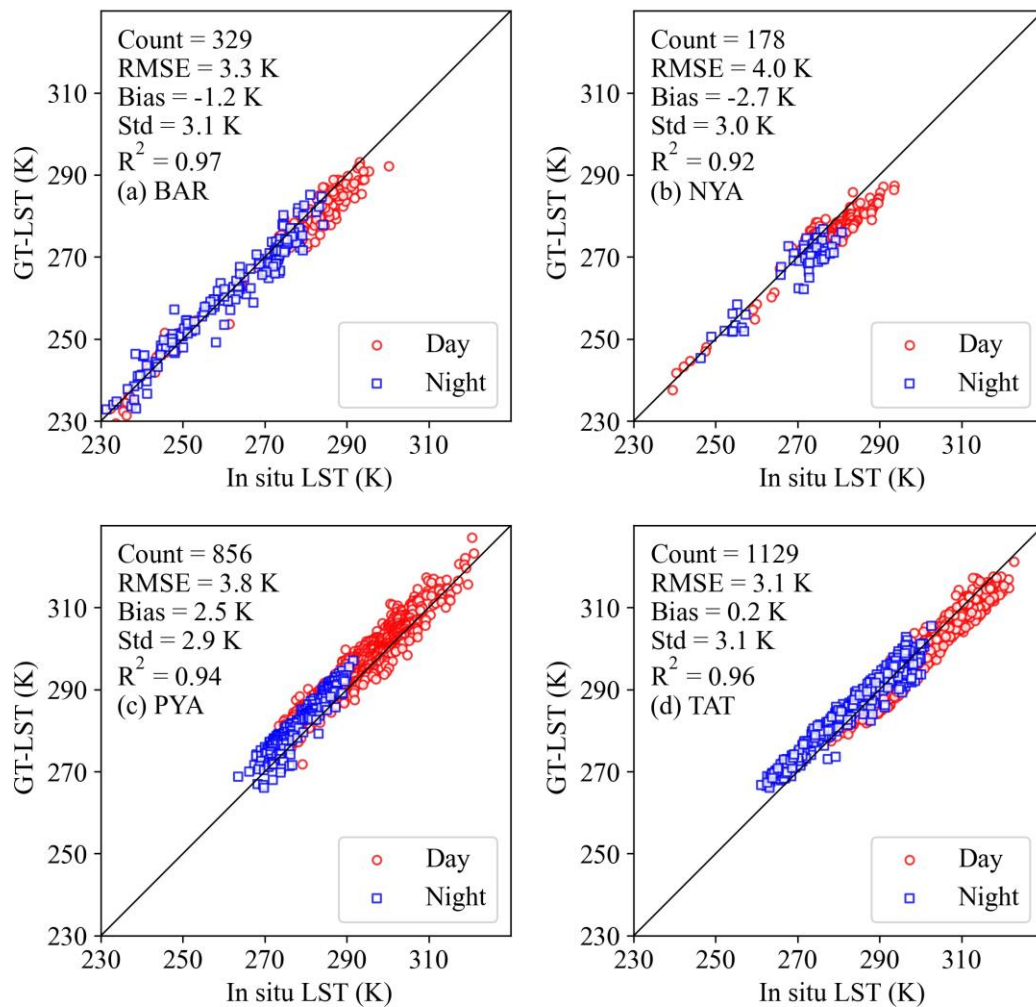 Count = 329
RMSE = 3.3 K
Bias = -1.2 K
Std = 3.1 K
R² = 0.97
(a) BAR
310
290
270
250
230
GT-LST (K)
Day
Night
230 250 270 290 310
In situ LST (K)
Count = 178
RMSE = 4.0 K
Bias = -2.7 K
Std = 3.0 K
R² = 0.92
(b) NYA
310
290
270
250
230
GT-LST (K)
Day
Night
230 250 270 290 310
In situ LST (K)
Count = 856
RMSE = 3.8 K
Bias = 2.5 K
Std = 2.9 K
R² = 0.94
(c) PYA
310
290
270
250
230
GT-LST (K)
Day
Night
230 250 270 290 310
In situ LST (K)
Count = 1129
RMSE = 3.1 K
Bias = 0.2 K
Std = 3.1 K
R² = 0.96
(d) TAT
310
290
270
250
230
GT-LST (K)
Day
Night
230 250 270 290 310
In situ LST (K)